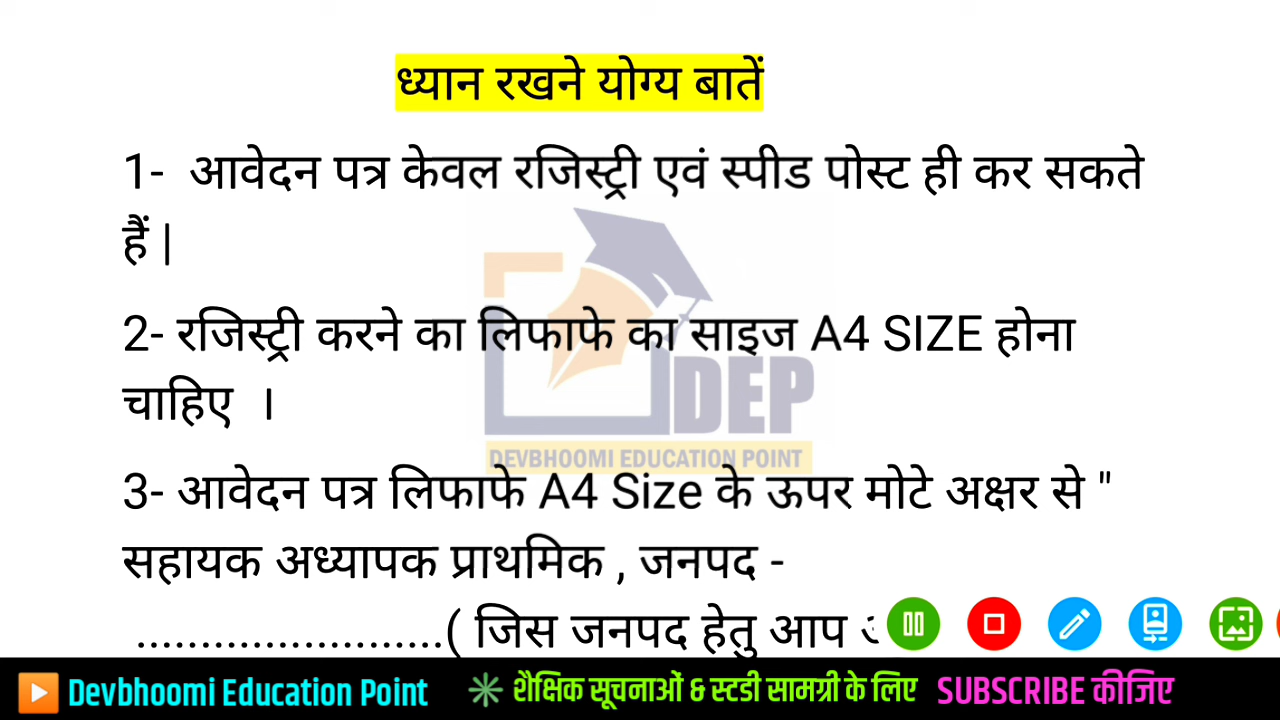 ध्यान रखने योग्य बातें
1- आवेदन पत्र केवल रजिस्ट्री एवं स्पीड पोस्ट ही कर सकते
हैं |
2- रजिस्ट्री करने का लिफाफे का साइज A4 SIZE होना
चाहिए ।
DEP
DEVBHOOMI EDUCATION POINT
3- आवेदन पत्र लिफाफे A4 Size के ऊपर मोटे अक्षर से "
सहायक अध्यापक प्राथमिक , जनपद -
........................( जिस जनपद हेतु आप
Devbhoomi Education Point शैक्षिक सूचनाओं & स्टडी सामग्री के लिए SUBSCRIBE कीजिए